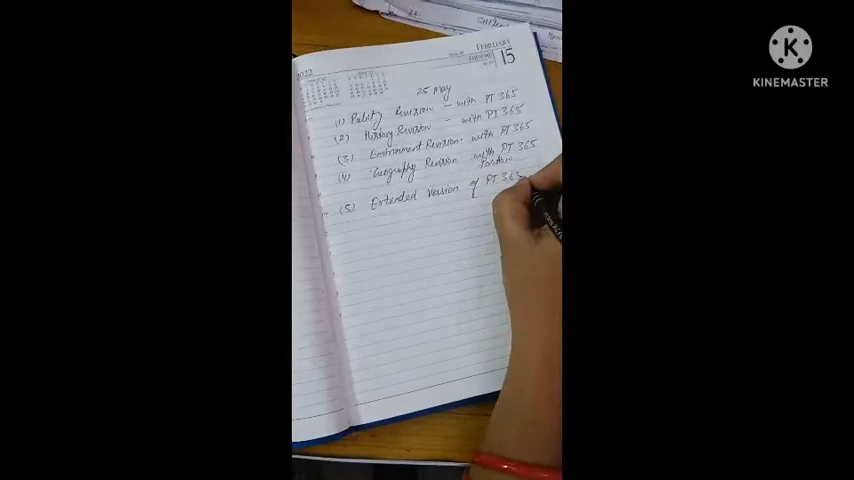 FEBRUARY
2023
15
25 May
(1) Polity Revision - with PT 365
(2) History Revision - with PT 365
(3) Environment Revision - with PT 365
(4) Geography Revision with PT 365
(5) Extended Version of PT 365
K
KINEMASTER